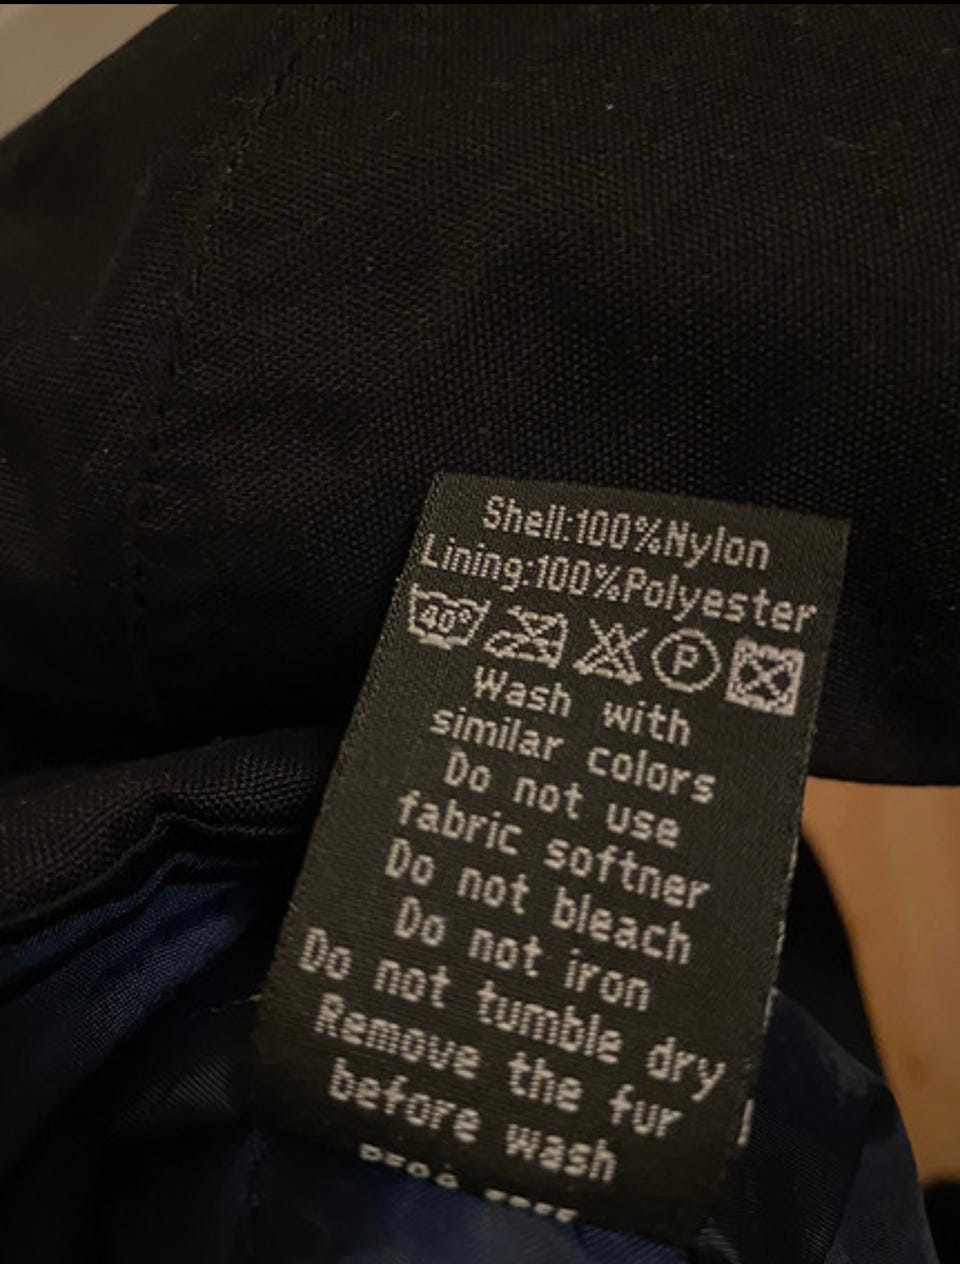 Shell:100%Nylon
Lining:100%Polyester
40° P
Wash with
similar colors
Do not use
fabric softner
Do not bleach
Do not iron
Do not tumble dry
Remove the fur
before wash